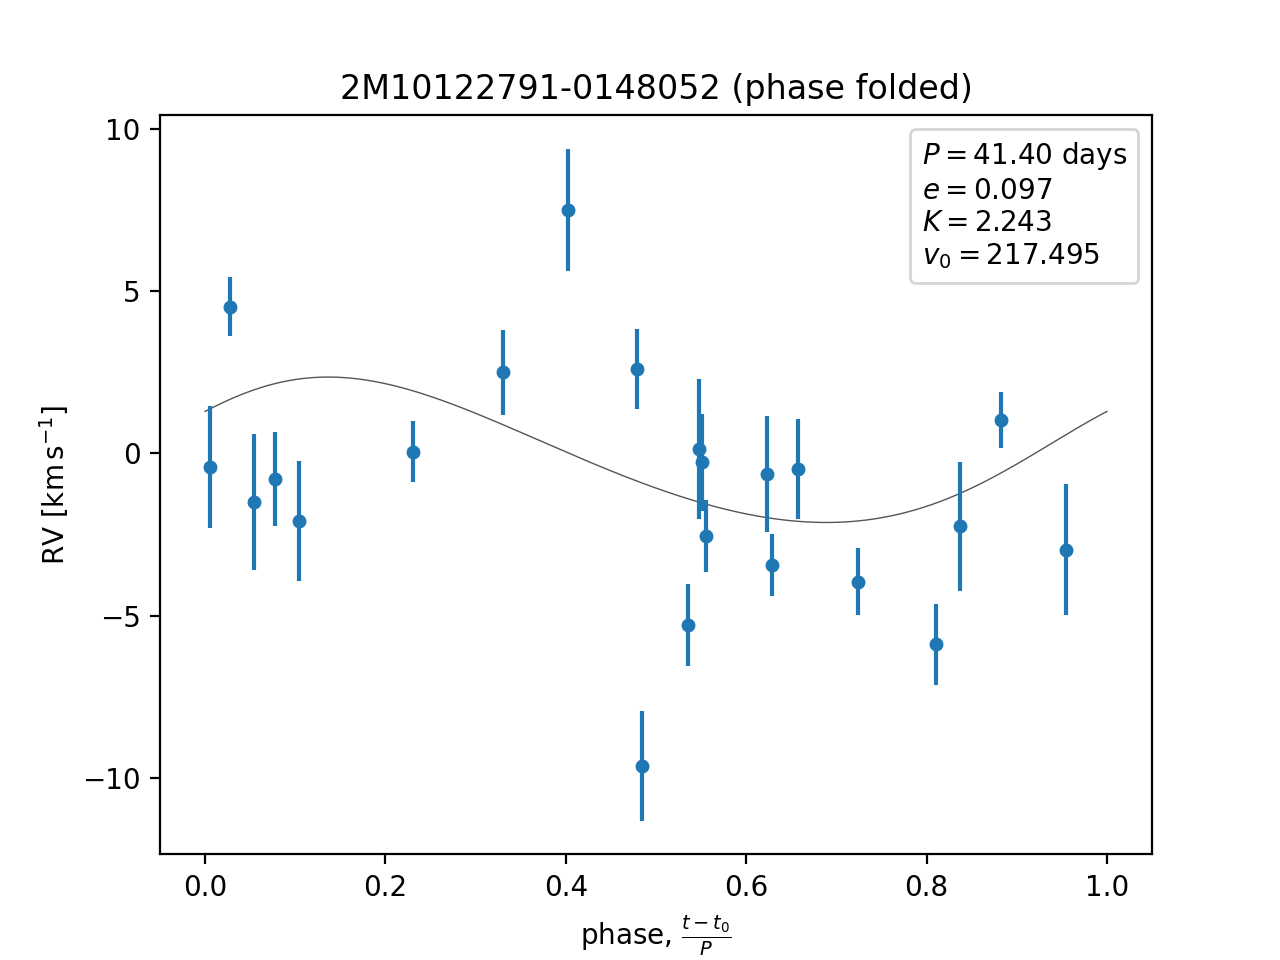 2M10122791-0148052 (phase folded)
P = 41.40 days
e = 0.097
K = 2.243
v₀ = 217.495
10
5
0
−5
−10
RV [km s⁻¹]
0.0 0.2 0.4 0.6 0.8 1.0
phase, (t − t₀)/P